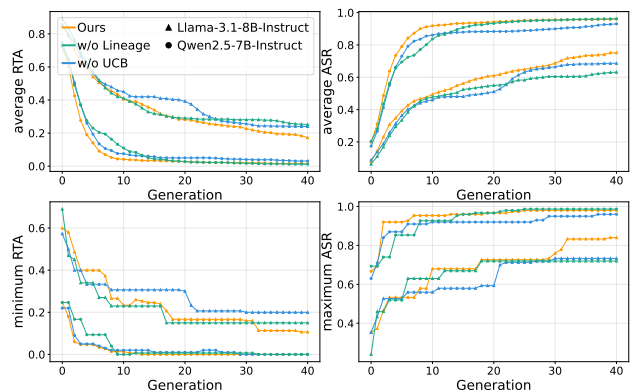 Ours
w/o Lineage
w/o UCB
Llama-3.1-8B-Instruct
Qwen2.5-7B-Instruct
average RTA
0.8
0.6
0.4
0.2
0.0
0 10 20 30 40
Generation
average ASR
1.0
0.8
0.6
0.4
0.2
0 10 20 30 40
Generation
minimum RTA
0.6
0.4
0.2
0.0
0 10 20 30 40
Generation
maximum ASR
1.0
0.8
0.6
0.4
0 10 20 30 40
Generation